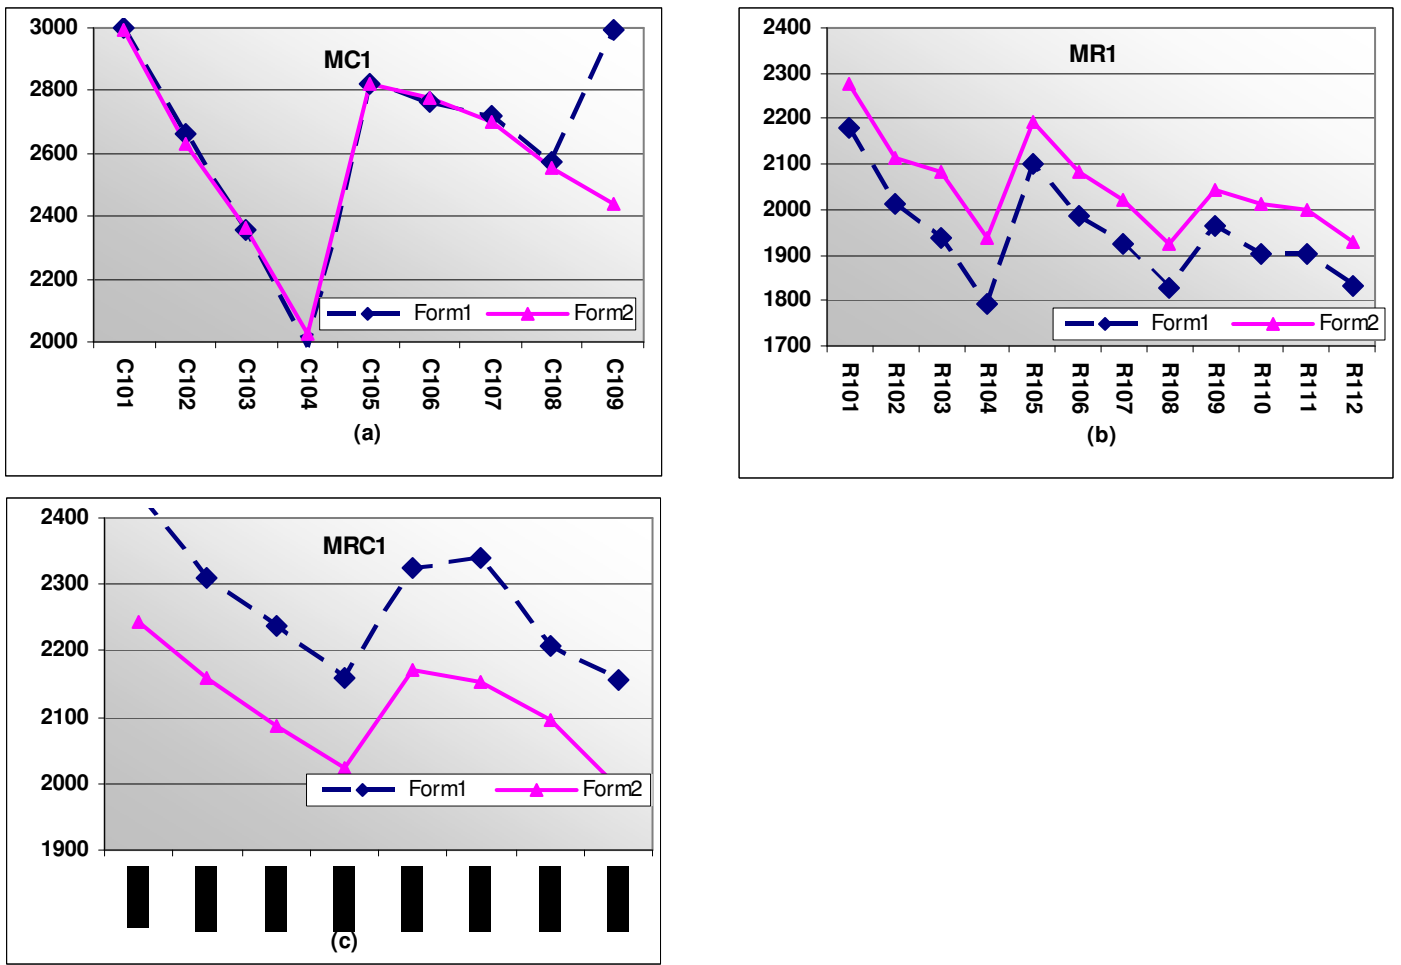 MC1
3000
2800
2600
2400
2200
2000
Form1 Form2
C101 C102 C103 C104 C105 C106 C107 C108 C109
(a)
MR1
2400
2300
2200
2100
2000
1900
1800
1700
Form1 Form2
R101 R102 R103 R104 R105 R106 R107 R108 R109 R110 R111 R112
(b)
MRC1
2400
2300
2200
2100
2000
1900
Form1 Form2
(c)